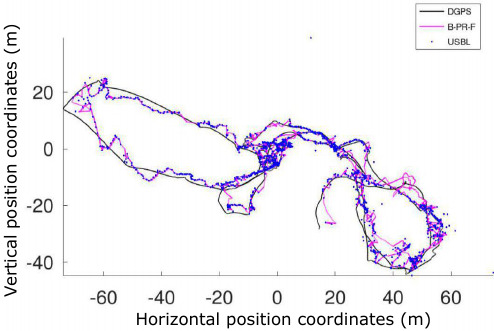 DGPS
B-PR-F
USBL
Vertical position coordinates (m)
20
0
-20
-40
-60
-40
-20
0
20
40
60
Horizontal position coordinates (m)